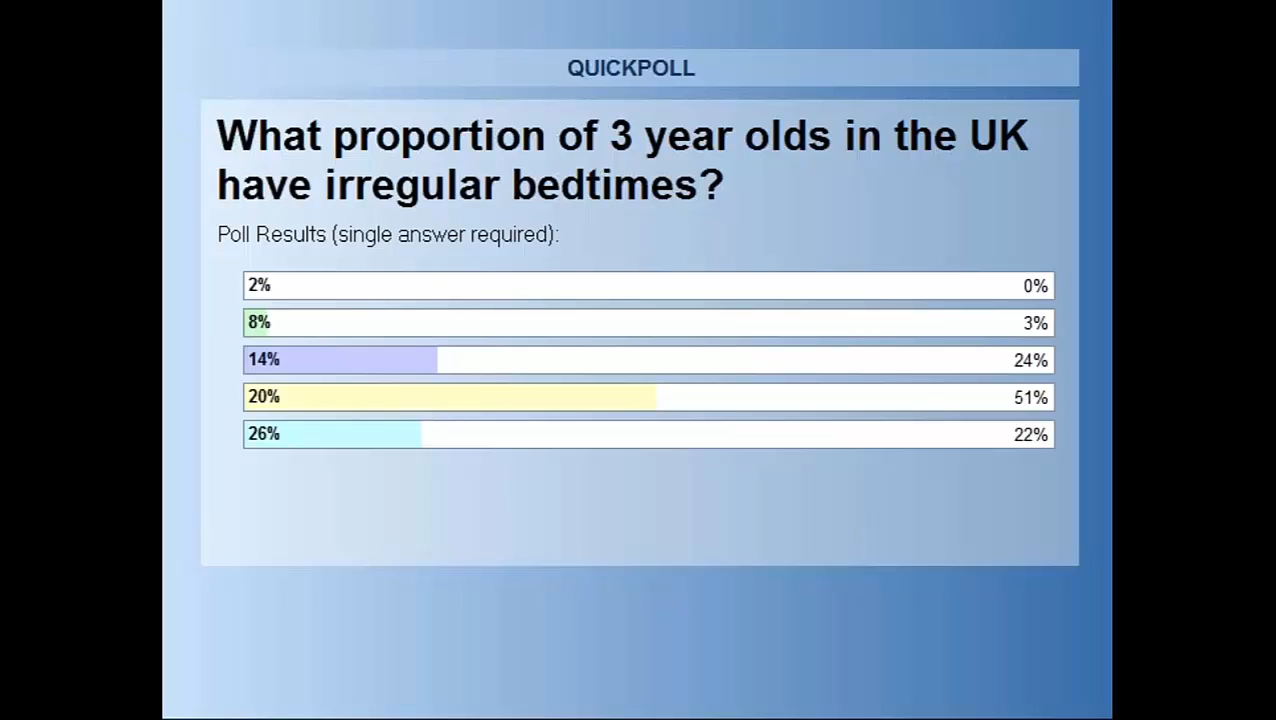 QUICKPOLL
What proportion of 3 year olds in the UK
have irregular bedtimes?
Poll Results (single answer required):
2% 0%
8% 3%
14% 24%
20% 51%
26% 22%